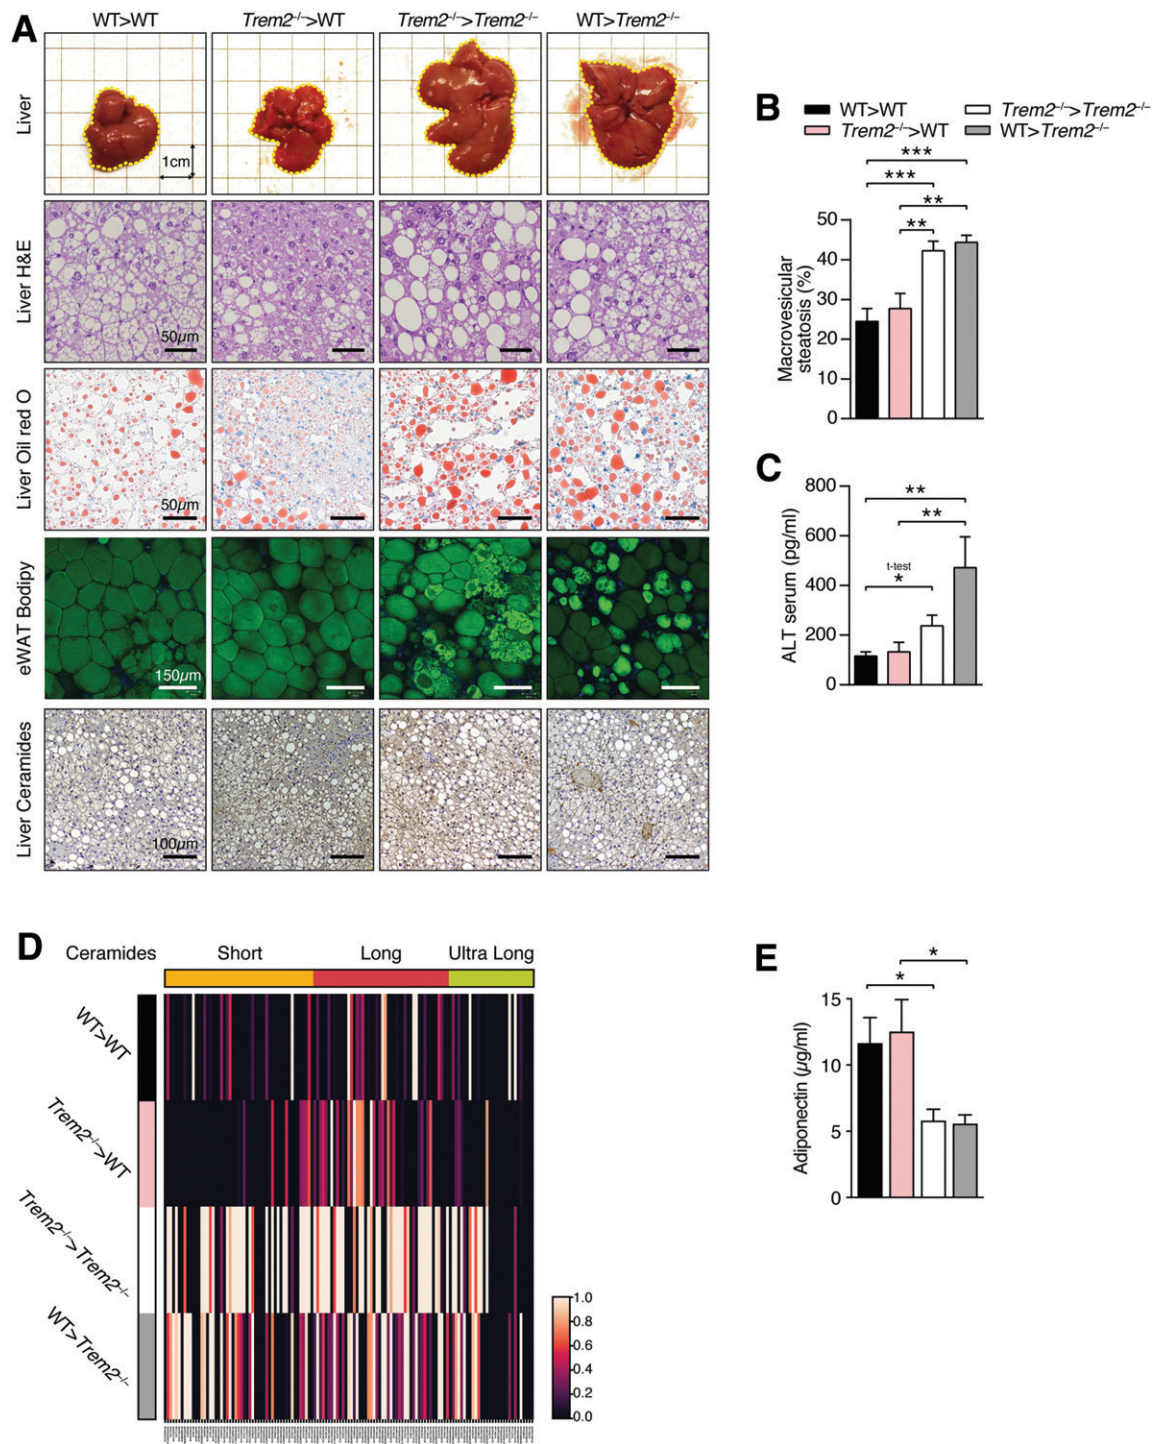 A
WT>WT
Trem2⁻/⁻>WT
Trem2⁻/⁻>Trem2⁻/⁻
WT>Trem2⁻/⁻
Liver
1cm
Liver H&E
50µm
Liver Oil red O
50µm
eWAT Bodipy
150µm
Liver Ceramides
100µm
B
WT>WT
Trem2⁻/⁻>Trem2⁻/⁻
Trem2⁻/⁻>WT
WT>Trem2⁻/⁻
***
***
**
**
50
40
30
20
10
0
Macrovesicular
steatosis (%)
C
800
600
400
200
0
ALT serum (pg/ml)
**
**
t-test
*
D
Ceramides
Short
Long
Ultra Long
WT>WT
Trem2⁻/⁻>WT
Trem2⁻/⁻>Trem2⁻/⁻
WT>Trem2⁻/⁻
1.0
0.8
0.6
0.4
0.2
0.0
E
*
*
15
10
5
0
Adiponectin (µg/ml)